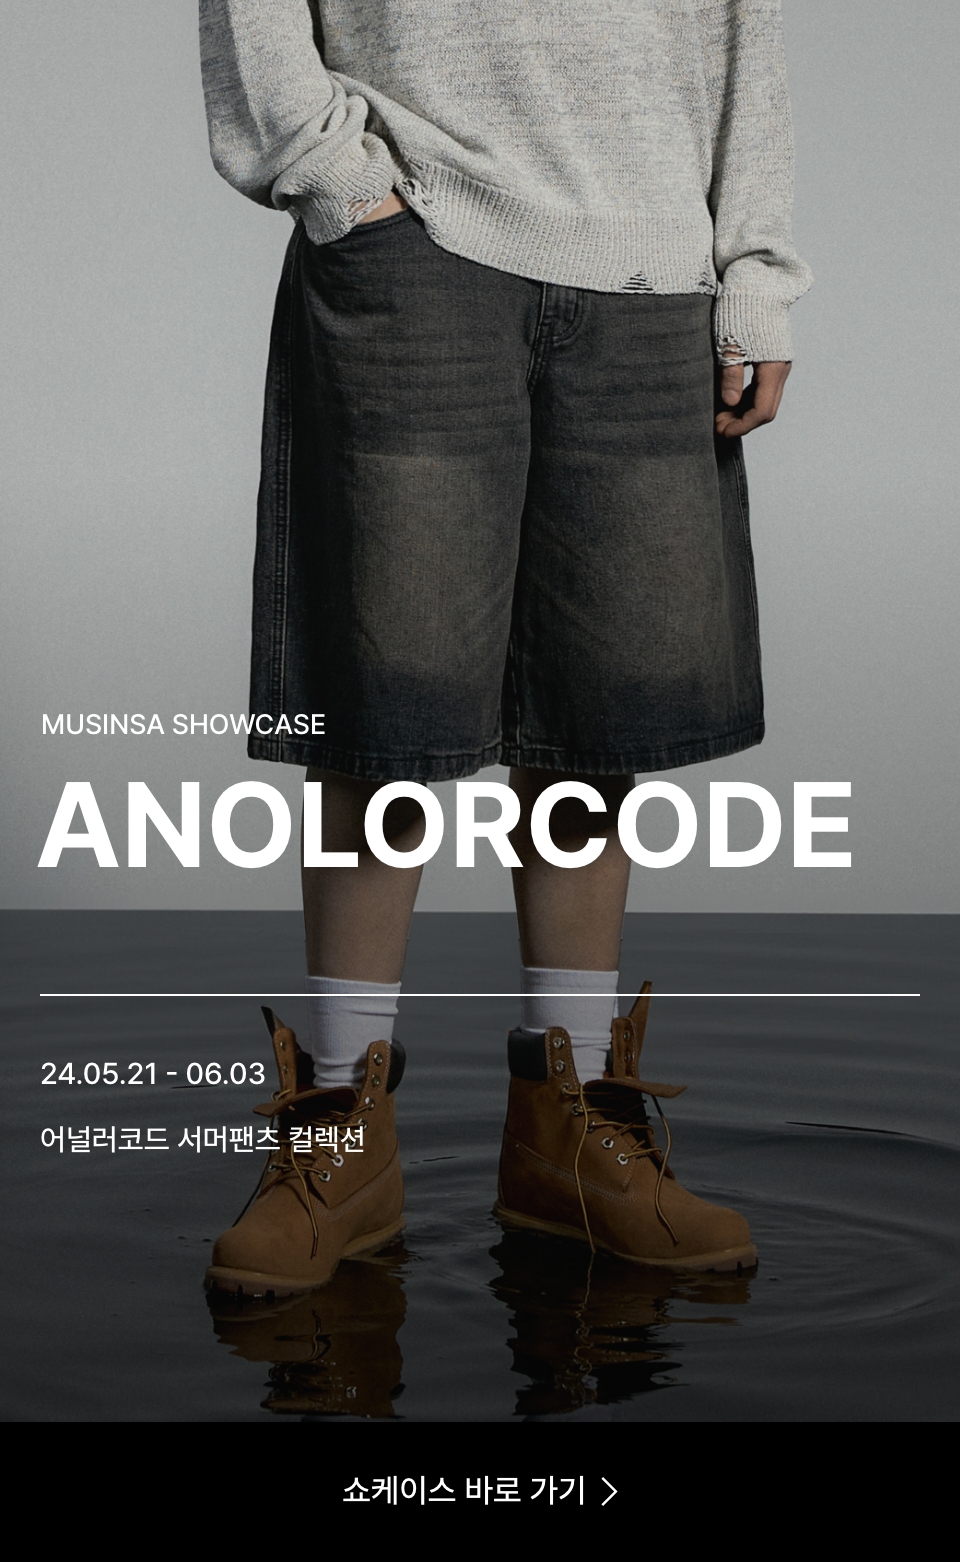 MUSINSA SHOWCASE
ANOLORCODE
24.05.21 - 06.03
어널러코드 서머팬츠 컬렉션
쇼케이스 바로 가기 >